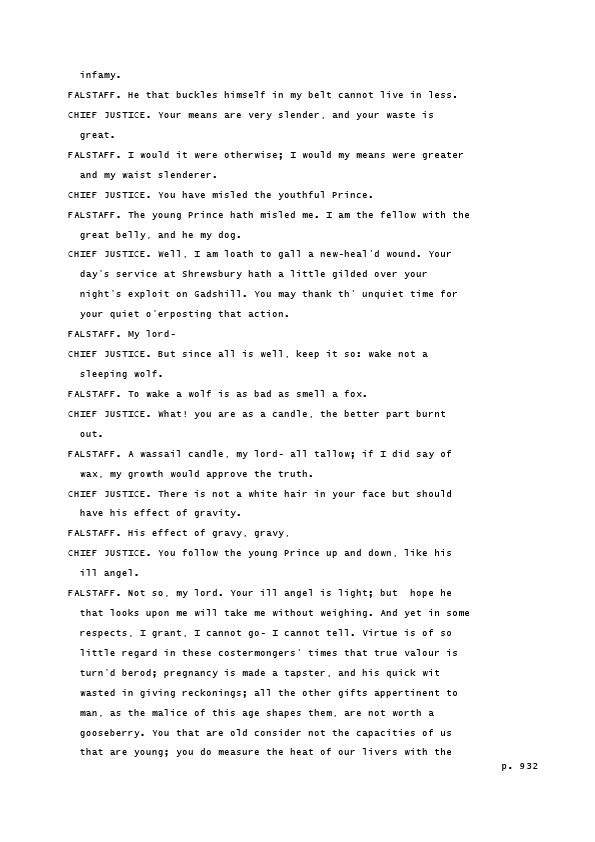 infamy.
FALSTAFF. He that buckles himself in my belt cannot live in less.
CHIEF JUSTICE. Your means are very slender, and your waste is
great.
FALSTAFF. I would it were otherwise; I would my means were greater
and my waist slenderer.
CHIEF JUSTICE. You have misled the youthful Prince.
FALSTAFF. The young Prince hath misled me. I am the fellow with the
great belly, and he my dog.
CHIEF JUSTICE. Well, I am loath to gall a new-heal'd wound. Your
day's service at Shrewsbury hath a little gilded over your
night's exploit on Gadshill. You may thank th' unquiet time for
your quiet o'erposting that action.
FALSTAFF. My lord-
CHIEF JUSTICE. But since all is well, keep it so: wake not a
sleeping wolf.
FALSTAFF. To wake a wolf is as bad as smell a fox.
CHIEF JUSTICE. What! you are as a candle, the better part burnt
out.
FALSTAFF. A wassail candle, my lord- all tallow; if I did say of
wax, my growth would approve the truth.
CHIEF JUSTICE. There is not a white hair in your face but should
have his effect of gravity.
FALSTAFF. His effect of gravy, gravy,
CHIEF JUSTICE. You follow the young Prince up and down, like his
ill angel.
FALSTAFF. Not so, my lord. Your ill angel is light; but  hope he
that looks upon me will take me without weighing. And yet in some
respects, I grant, I cannot go- I cannot tell. Virtue is of so
little regard in these costermongers' times that true valour is
turn'd berod; pregnancy is made a tapster, and his quick wit
wasted in giving reckonings; all the other gifts appertinent to
man, as the malice of this age shapes them, are not worth a
gooseberry. You that are old consider not the capacities of us
that are young; you do measure the heat of our livers with the
p. 932